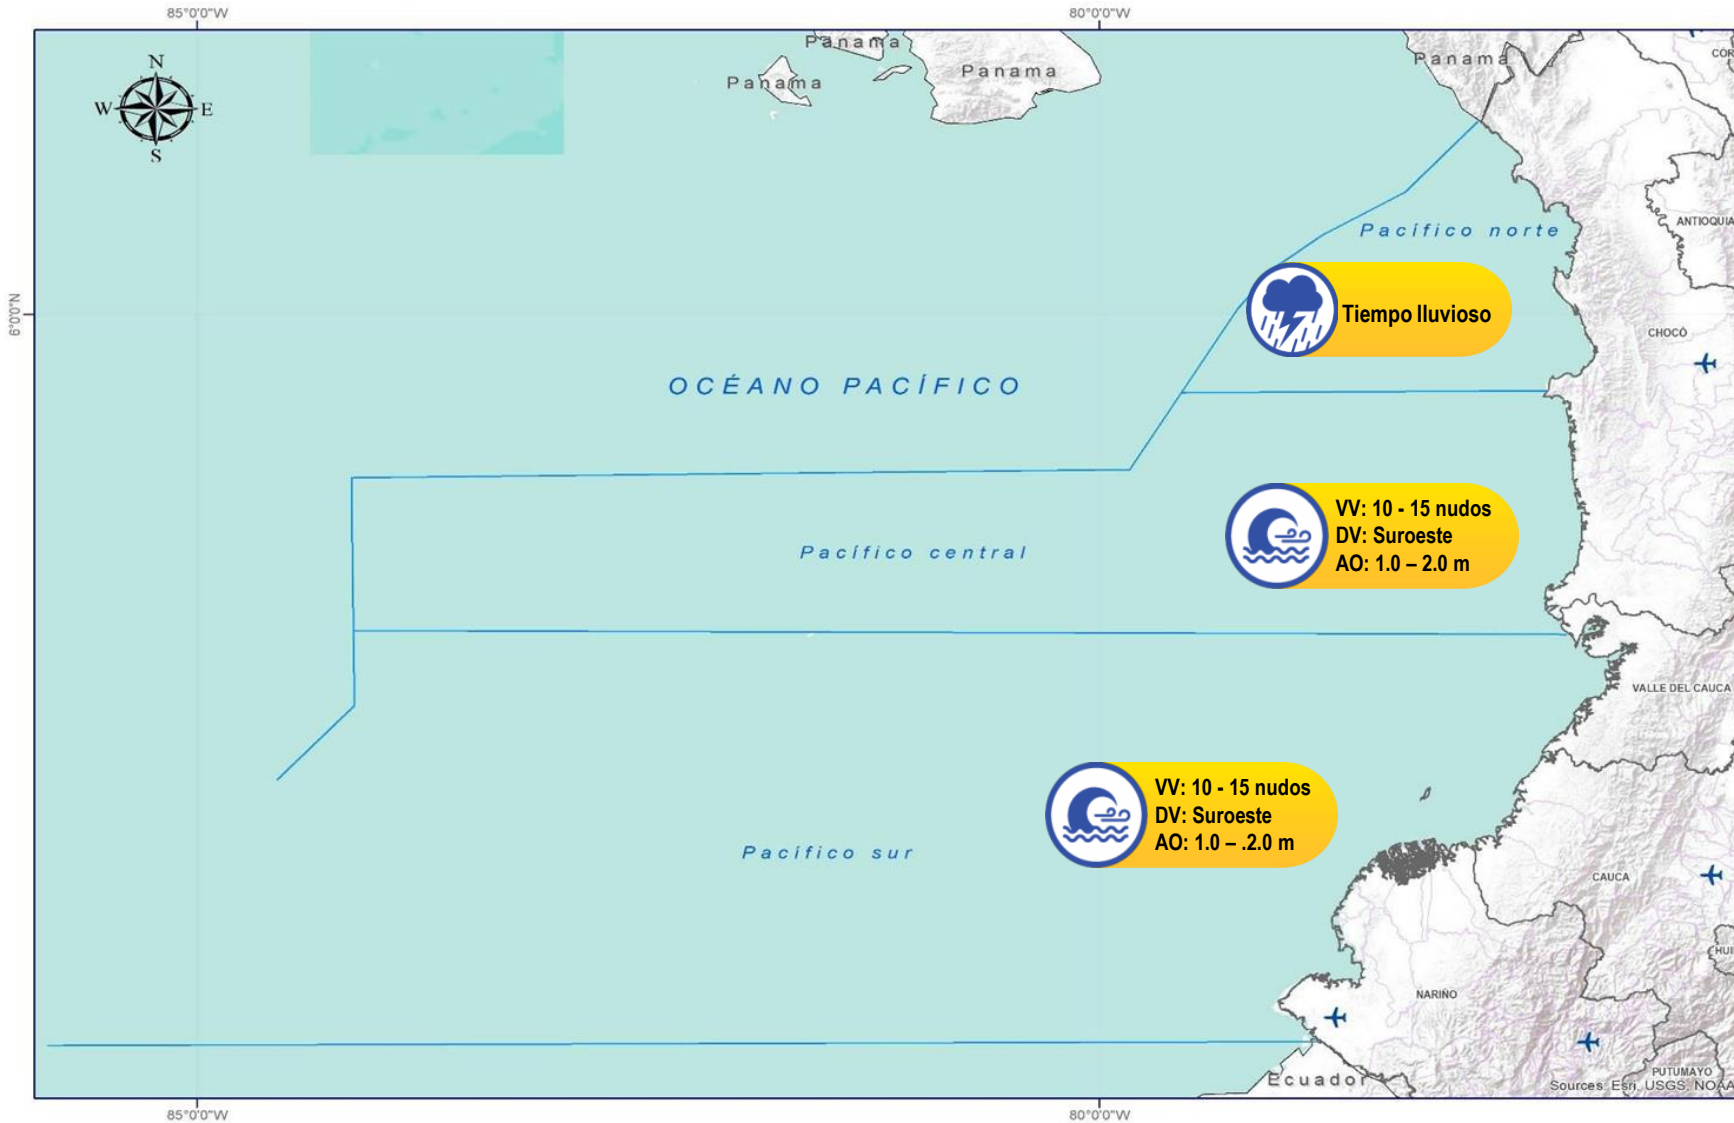 85°0'0"W
80°0'0"W
N
W
E
S
Panama
Panama
Panama
Panama
ANTIOQUIA
Pacífico norte
6°0'0"N
Tiempo lluvioso
CHOCÓ
OCÉANO PACÍFICO
VV: 10 - 15 nudos
DV: Suroeste
AO: 1.0 – 2.0 m
Pacífico central
VALLE DEL CAUCA
VV: 10 - 15 nudos
DV: Suroeste
AO: 1.0 – .2.0 m
Pacífico sur
CAUCA
HUI
NARIÑO
PUTUMAYO
Ecuador
Sources: Esri, USGS, NOAA
85°0'0"W
80°0'0"W